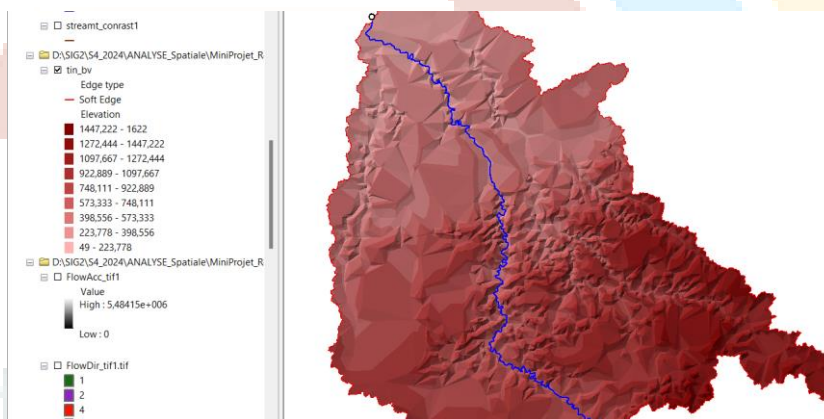 streamt_conrast1
D:\SIG2\S4_2024\ANALYSE_Spatiale\MiniProjet_R
tin_bv
Edge type
Soft Edge
Elevation
1447,222 - 1622
1272,444 - 1447,222
1097,667 - 1272,444
922,889 - 1097,667
748,111 - 922,889
573,333 - 748,111
398,556 - 573,333
223,778 - 398,556
49 - 223,778
D:\SIG2\S4_2024\ANALYSE_Spatiale\MiniProjet_R
FlowAcc_tif1
Value
High : 5,48415e+006
Low : 0
FlowDir_tif1.tif
1
2
4